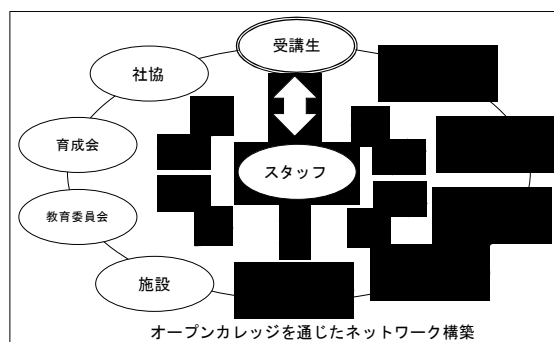 受講生
社協
育成会
スタッフ
教育委員会
施設
オープンカレッジを通じたネットワーク構築